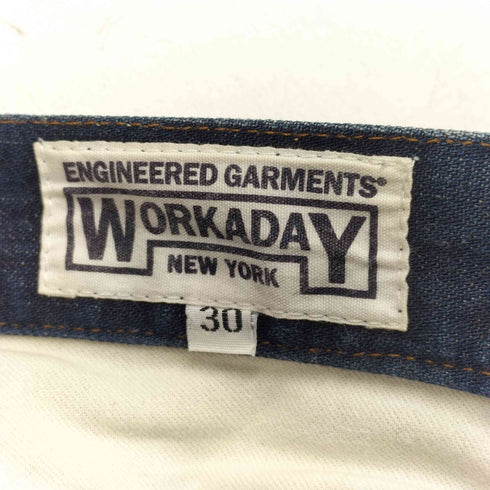 ENGINEERED GARMENTS®
WORKADAY
NEW YORK
30